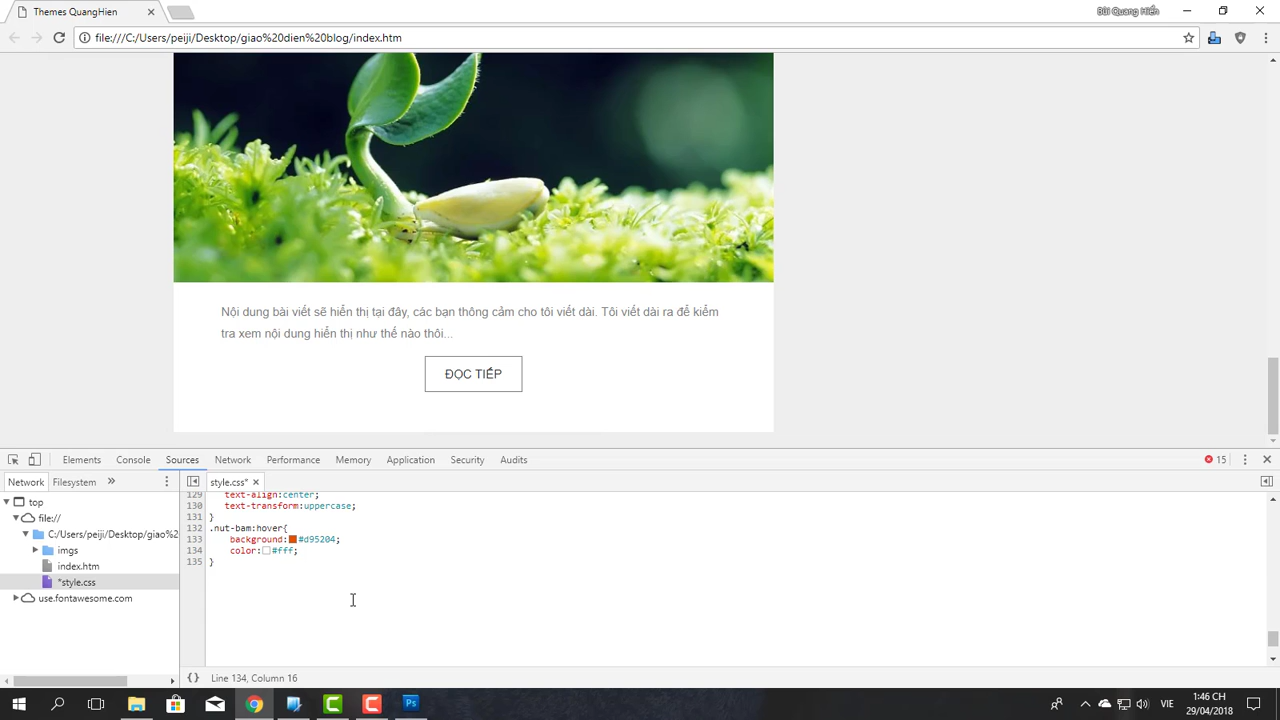 Themes QuangHien
Bùi Quang Hiển
file:///C:/Users/peiji/Desktop/giao%20dien%20blog/index.htm
Nội dung bài viết sẽ hiển thị tại đây, các bạn thông cảm cho tôi viết dài. Tôi viết dài ra để kiểm
tra xem nội dung hiển thị như thế nào thôi...
ĐỌC TIẾP
Elements Console Sources Network Performance Memory Application Security Audits 15
Network Filesystem » style.css*
top
file://
C:/Users/peiji/Desktop/giao%2
imgs
index.htm
*style.css
use.fontawesome.com
129 text-align:center;
130 text-transform:uppercase;
131 }
132 .nut-bam:hover{
133 background:#d95204;
134 color:#fff;
135 }
{} Line 134, Column 16
Ps
VIE
1:46 CH
29/04/2018